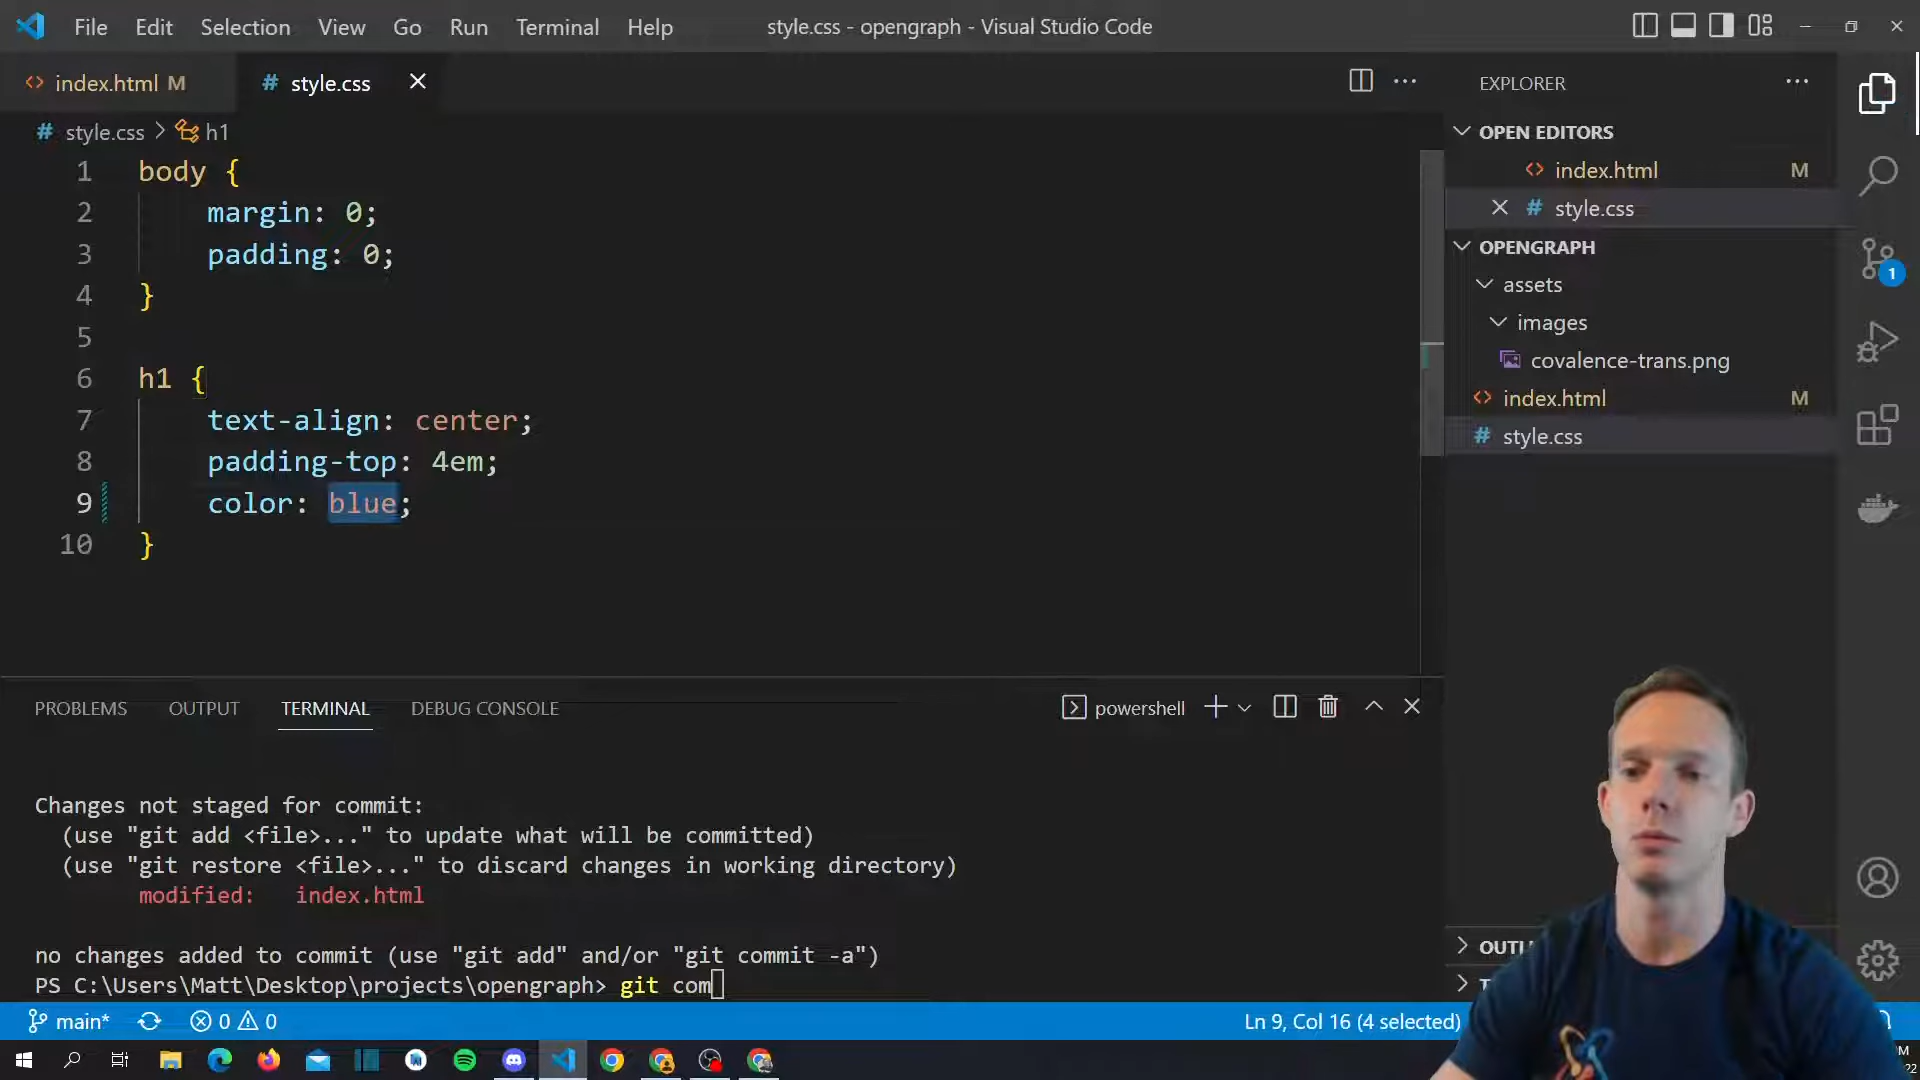 File Edit Selection View Go Run Terminal Help
style.css - opengraph - Visual Studio Code
index.html M
style.css
style.css > h1
1 body {
2 margin: 0;
3 padding: 0;
4 }
5
6 h1 {
7 text-align: center;
8 padding-top: 4em;
9 color: blue;
10 }
EXPLORER
OPEN EDITORS
index.html M
style.css
OPENGRAPH
assets
images
covalence-trans.png
index.html M
style.css
1
PROBLEMS OUTPUT TERMINAL DEBUG CONSOLE
powershell
Changes not staged for commit:
(use "git add <file>..." to update what will be committed)
(use "git restore <file>..." to discard changes in working directory)
modified: index.html
no changes added to commit (use "git add" and/or "git commit -a")
PS C:\Users\Matt\Desktop\projects\opengraph> git com
main* 0 0
Ln 9, Col 16 (4 selected)